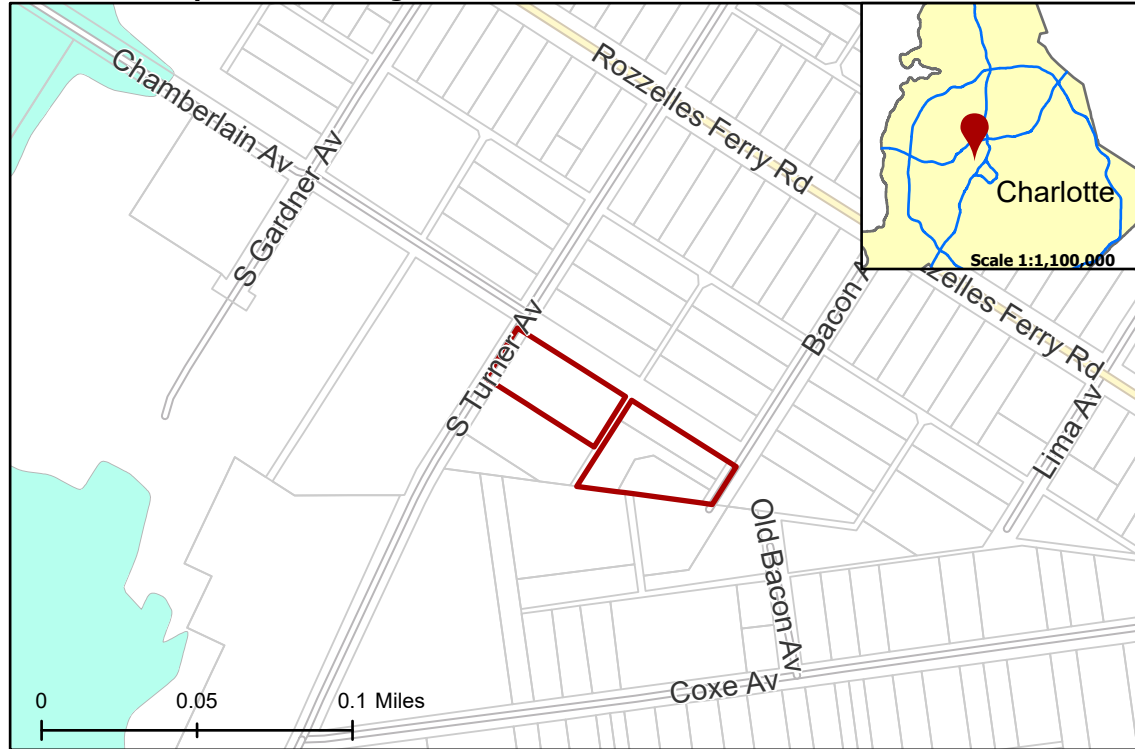 Chamberlain Av
Rozzelles Ferry Rd
S Gardner Av
Charlotte
Scale 1:1,100,000
Bacon A
zzelles Ferry Rd
S Turner Av
Lima Av
Old Bacon Av
Coxe Av
0 0.05 0.1 Miles